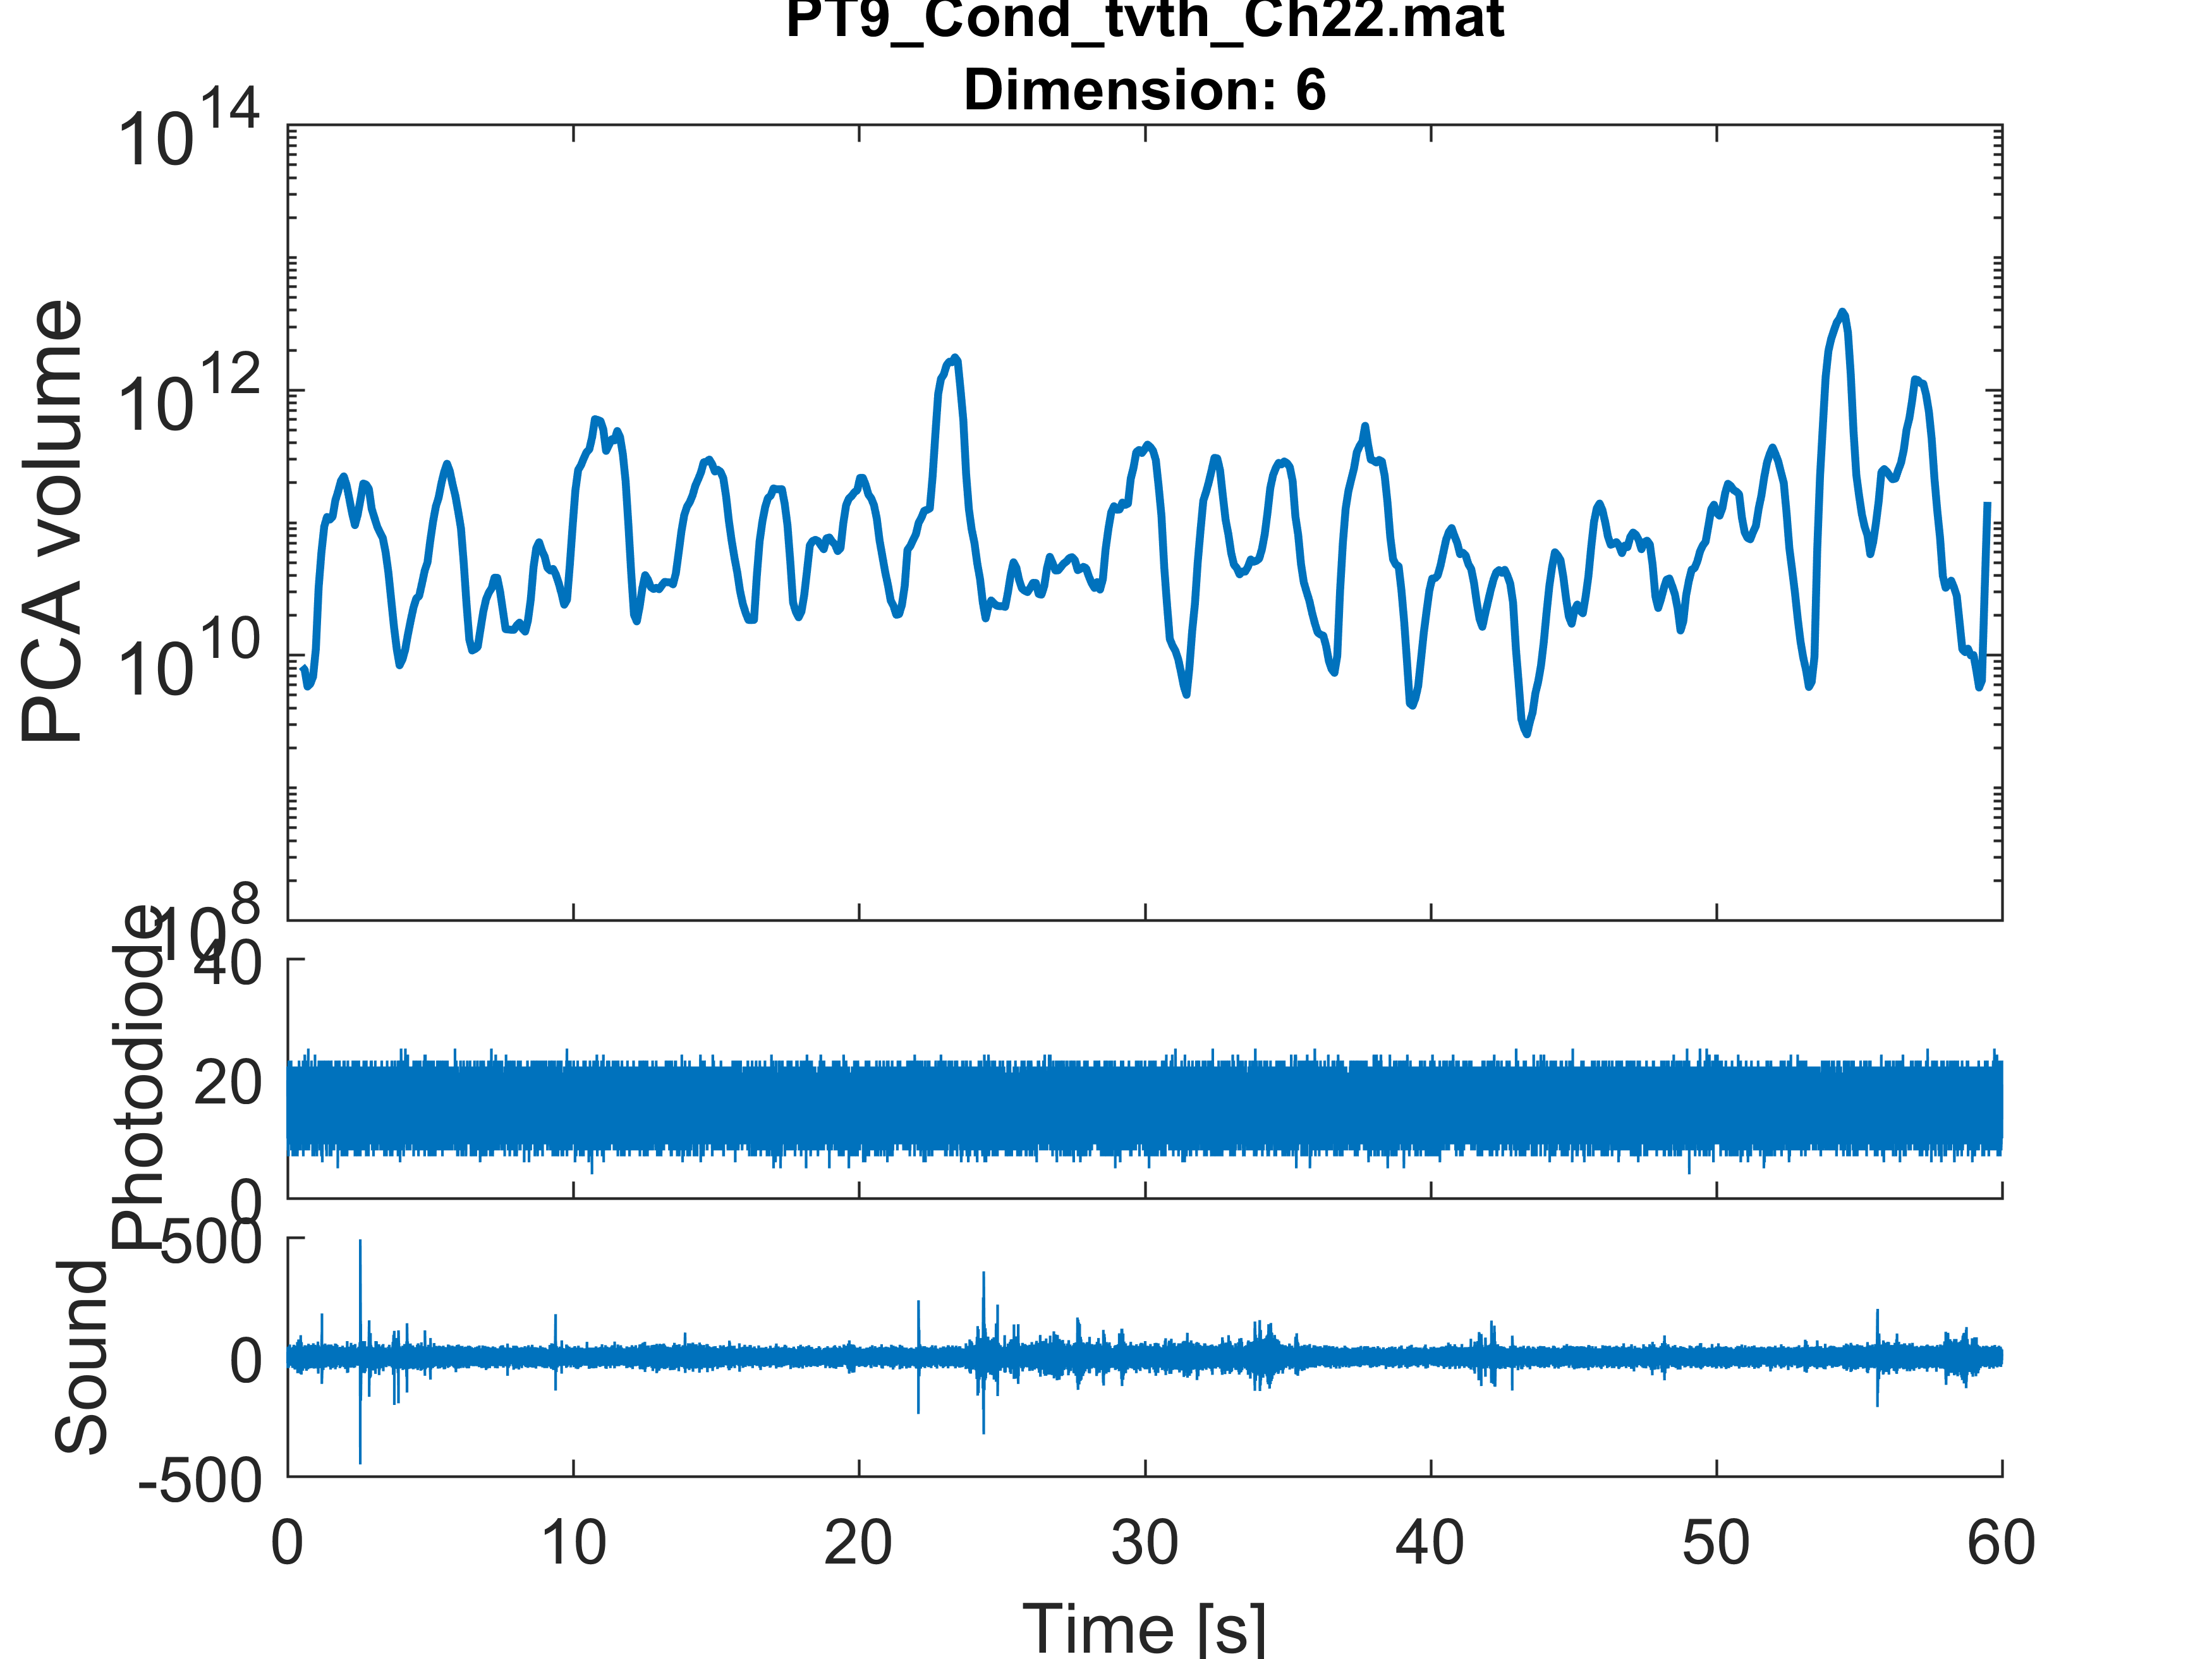 PT9_Cond_tvth_Ch22.mat
Dimension: 6
10^14
10^12
10^10
10^8
PCA volume
40
20
0
Photodiode
500
0
-500
Sound
0 10 20 30 40 50 60
Time [s]